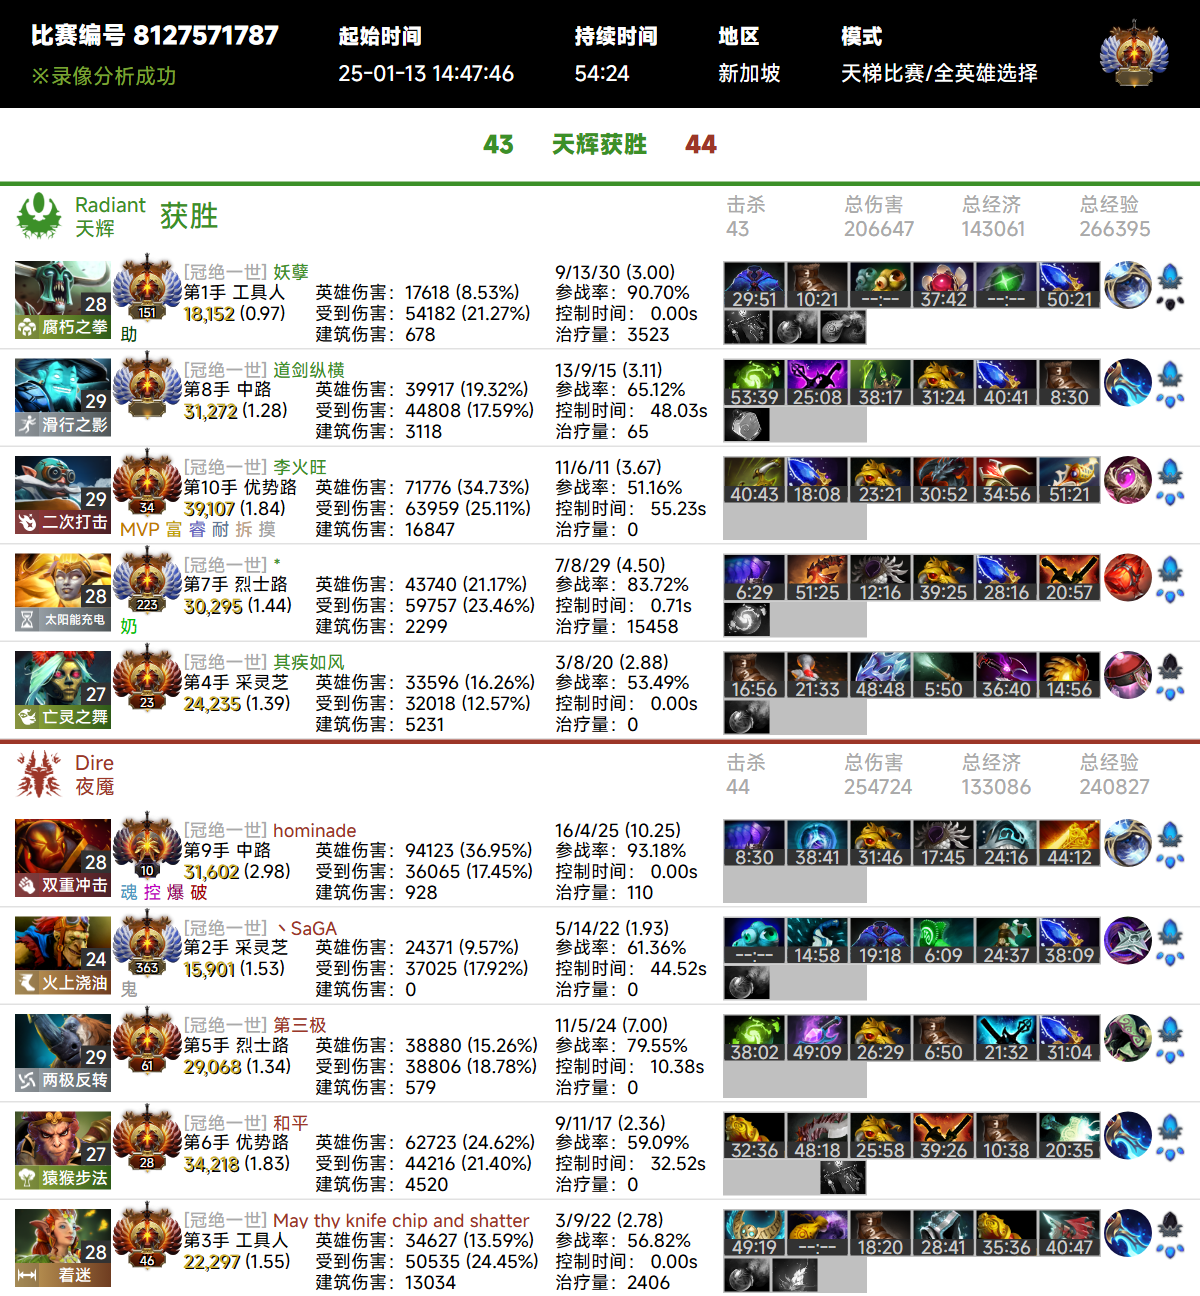 比赛编号 8127571787
※录像分析成功
起始时间
25-01-13 14:47:46
持续时间
54:24
地区
新加坡
模式
天梯比赛/全英雄选择
43 天辉获胜 44
Radiant
天辉
获胜
击杀 总伤害 总经济 总经验
43 206647 143061 266395
28
腐朽之拳
151
[冠绝一世] 妖孽
第1手 工具人
18,152 (0.97)
助
英雄伤害: 17618 (8.53%)
受到伤害: 54182 (21.27%)
建筑伤害: 678
9/13/30 (3.00)
参战率: 90.70%
控制时间: 0.00s
治疗量: 3523
29:51 10:21 --:-- 37:42 --:-- 50:21
29
滑行之影
[冠绝一世] 道剑纵横
第8手 中路
31,272 (1.28)
英雄伤害: 39917 (19.32%)
受到伤害: 44808 (17.59%)
建筑伤害: 3118
13/9/15 (3.11)
参战率: 65.12%
控制时间: 48.03s
治疗量: 65
53:39 25:08 38:17 31:24 40:41 8:30
29
二次打击
34
[冠绝一世] 李火旺
第10手 优势路
39,107 (1.84)
MVP 富 睿 耐 拆 摸
英雄伤害: 71776 (34.73%)
受到伤害: 63959 (25.11%)
建筑伤害: 16847
11/6/11 (3.67)
参战率: 51.16%
控制时间: 55.23s
治疗量: 0
40:43 18:08 23:21 30:52 34:56 51:21
28
太阳能充电
223
[冠绝一世] *
第7手 烈士路
30,295 (1.44)
奶
英雄伤害: 43740 (21.17%)
受到伤害: 59757 (23.46%)
建筑伤害: 2299
7/8/29 (4.50)
参战率: 83.72%
控制时间: 0.71s
治疗量: 15458
6:29 51:25 12:16 39:25 28:16 20:57
27
亡灵之舞
23
[冠绝一世] 其疾如风
第4手 采灵芝
24,235 (1.39)
英雄伤害: 33596 (16.26%)
受到伤害: 32018 (12.57%)
建筑伤害: 5231
3/8/20 (2.88)
参战率: 53.49%
控制时间: 0.00s
治疗量: 0
16:56 21:33 48:48 5:50 36:40 14:56
Dire
夜魇
击杀 总伤害 总经济 总经验
44 254724 133086 240827
28
双重冲击
10
[冠绝一世] hominade
第9手 中路
31,602 (2.98)
魂 控 爆 破
英雄伤害: 94123 (36.95%)
受到伤害: 36065 (17.45%)
建筑伤害: 928
16/4/25 (10.25)
参战率: 93.18%
控制时间: 0.00s
治疗量: 110
8:30 38:41 31:46 17:45 24:16 44:12
24
火上浇油
363
[冠绝一世] 丶SaGA
第2手 采灵芝
15,901 (1.53)
鬼
英雄伤害: 24371 (9.57%)
受到伤害: 37025 (17.92%)
建筑伤害: 0
5/14/22 (1.93)
参战率: 61.36%
控制时间: 44.52s
治疗量: 0
--:-- 14:58 19:18 6:09 24:37 38:09
29
两极反转
61
[冠绝一世] 第三极
第5手 烈士路
29,068 (1.34)
英雄伤害: 38880 (15.26%)
受到伤害: 38806 (18.78%)
建筑伤害: 579
11/5/24 (7.00)
参战率: 79.55%
控制时间: 10.38s
治疗量: 0
38:02 49:09 26:29 6:50 21:32 31:04
27
猿猴步法
28
[冠绝一世] 和平
第6手 优势路
34,218 (1.83)
英雄伤害: 62723 (24.62%)
受到伤害: 44216 (21.40%)
建筑伤害: 4520
9/11/17 (2.36)
参战率: 59.09%
控制时间: 32.52s
治疗量: 0
32:36 48:18 25:58 39:26 10:38 20:35
28
着迷
46
[冠绝一世] May thy knife chip and shatter
第3手 工具人
22,297 (1.55)
英雄伤害: 34627 (13.59%)
受到伤害: 50535 (24.45%)
建筑伤害: 13034
3/9/22 (2.78)
参战率: 56.82%
控制时间: 0.00s
治疗量: 2406
49:19 --:-- 18:20 28:41 35:36 40:47